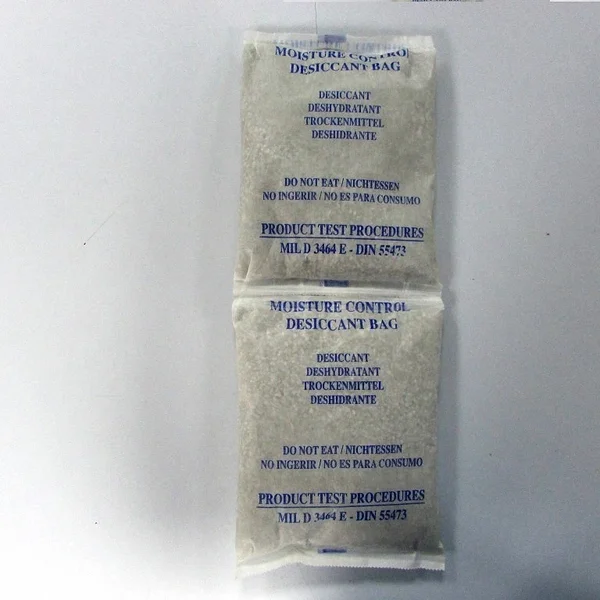 MOISTURE CONTROL
DESICCANT BAG
DESICCANT
DESHYDRATANT
TROCKENMITTEL
DESHIDRANTE
DO NOT EAT / NICHTESSEN
NO INGERIR / NO ES PARA CONSUMO
PRODUCT TEST PROCEDURES
MIL D 3464 E - DIN 55473
MOISTURE CONTROL
DESICCANT BAG
DESICCANT
DESHYDRATANT
TROCKENMITTEL
DESHIDRANTE
DO NOT EAT / NICHTESSEN
NO INGERIR / NO ES PARA CONSUMO
PRODUCT TEST PROCEDURES
MIL D 3464 E - DIN 55473